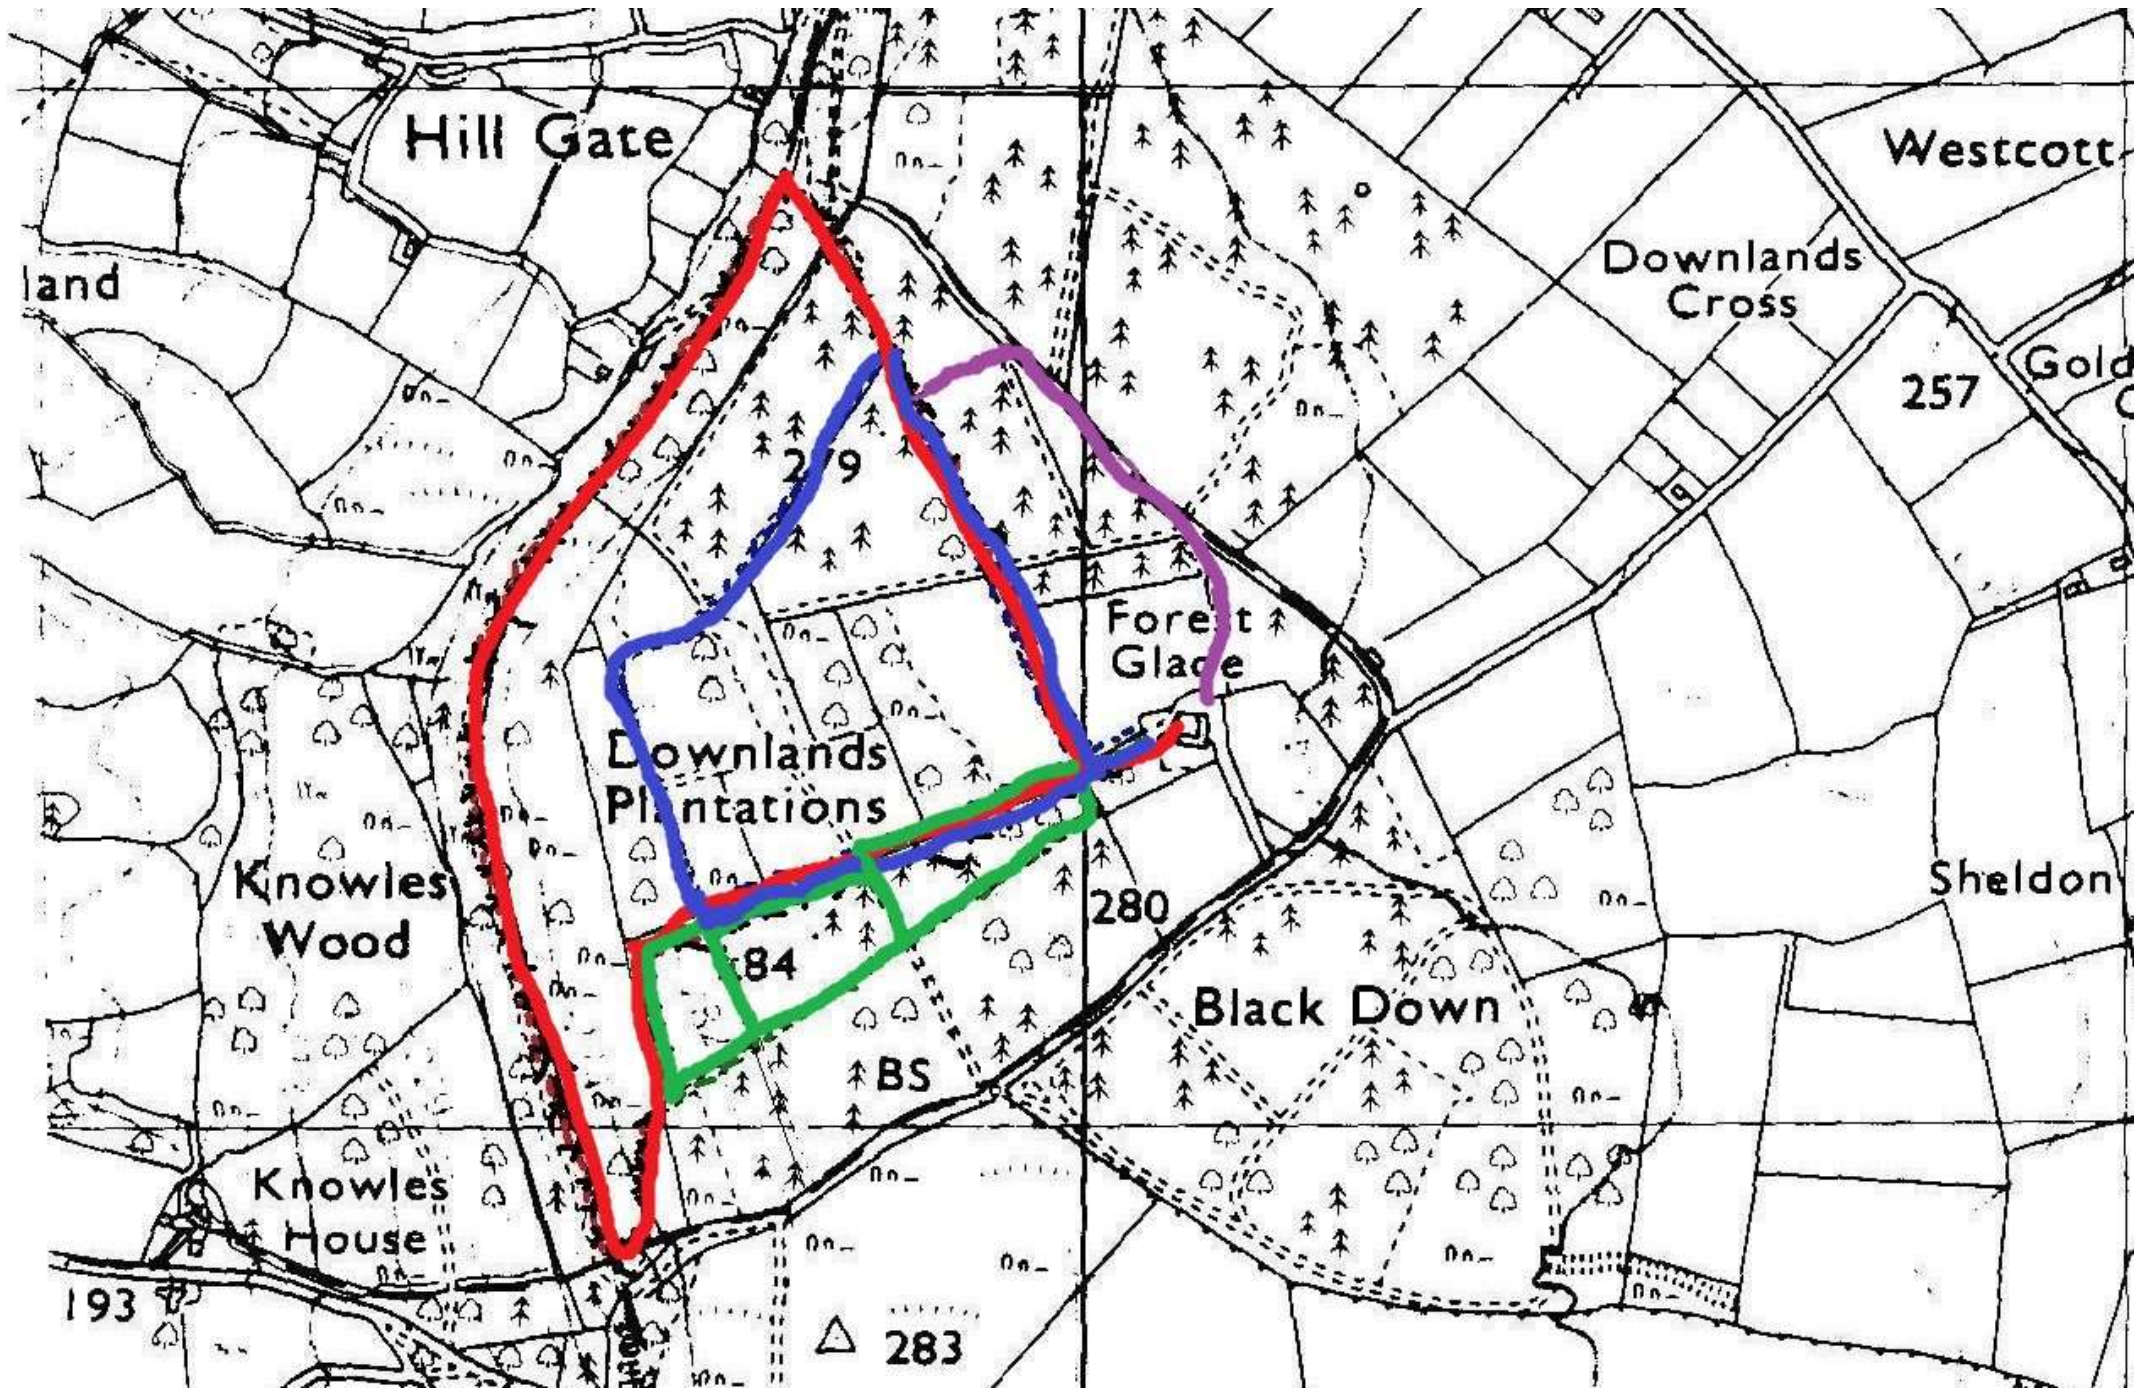 Hill Gate
Westcott
land
Downlands
Cross
257
Gold
279
Forest
Glade
Downlands
Plantations
Knowles
Wood
280
Sheldon
84
Black Down
BS
Knowles
House
193
283